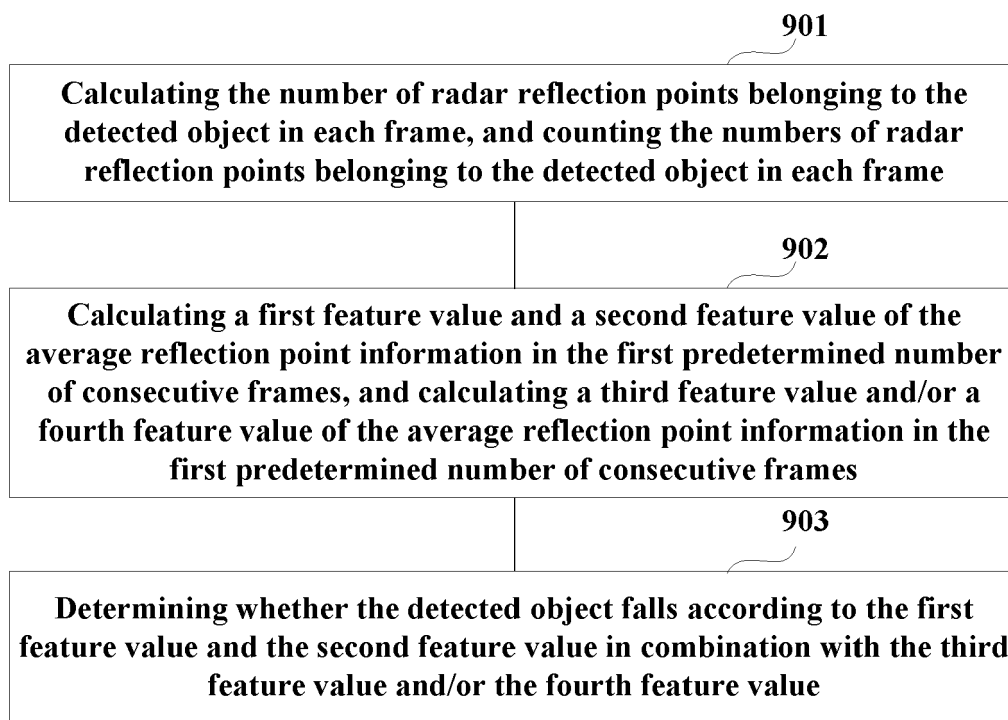 901
Calculating the number of radar reflection points belonging to the
detected object in each frame, and counting the numbers of radar
reflection points belonging to the detected object in each frame
902
Calculating a first feature value and a second feature value of the
average reflection point information in the first predetermined number
of consecutive frames, and calculating a third feature value and/or a
fourth feature value of the average reflection point information in the
first predetermined number of consecutive frames
903
Determining whether the detected object falls according to the first
feature value and the second feature value in combination with the third
feature value and/or the fourth feature value